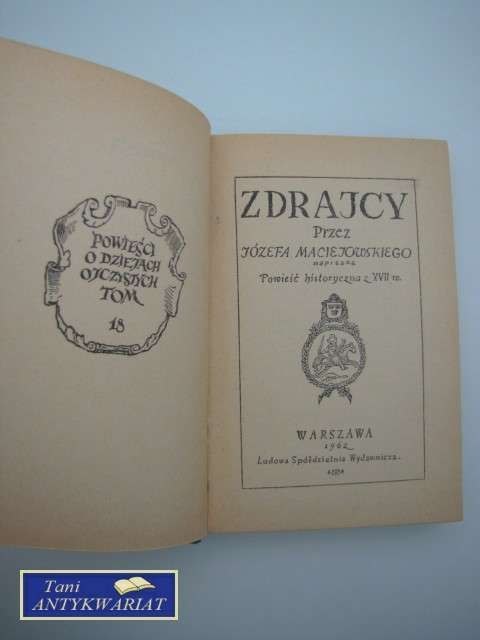 POWIEŚCI
O DZIEJACH
OJCZYSTYCH
TOM
18
ZDRAJCY
Przez
JÓZEFA MACIEJOWSKIEGO
napisana
Powieść historyczna z XVII w.
WARSZAWA
1962
Ludowa Spółdzielnia Wydawnicza.
Tani
ANTYKWARIAT